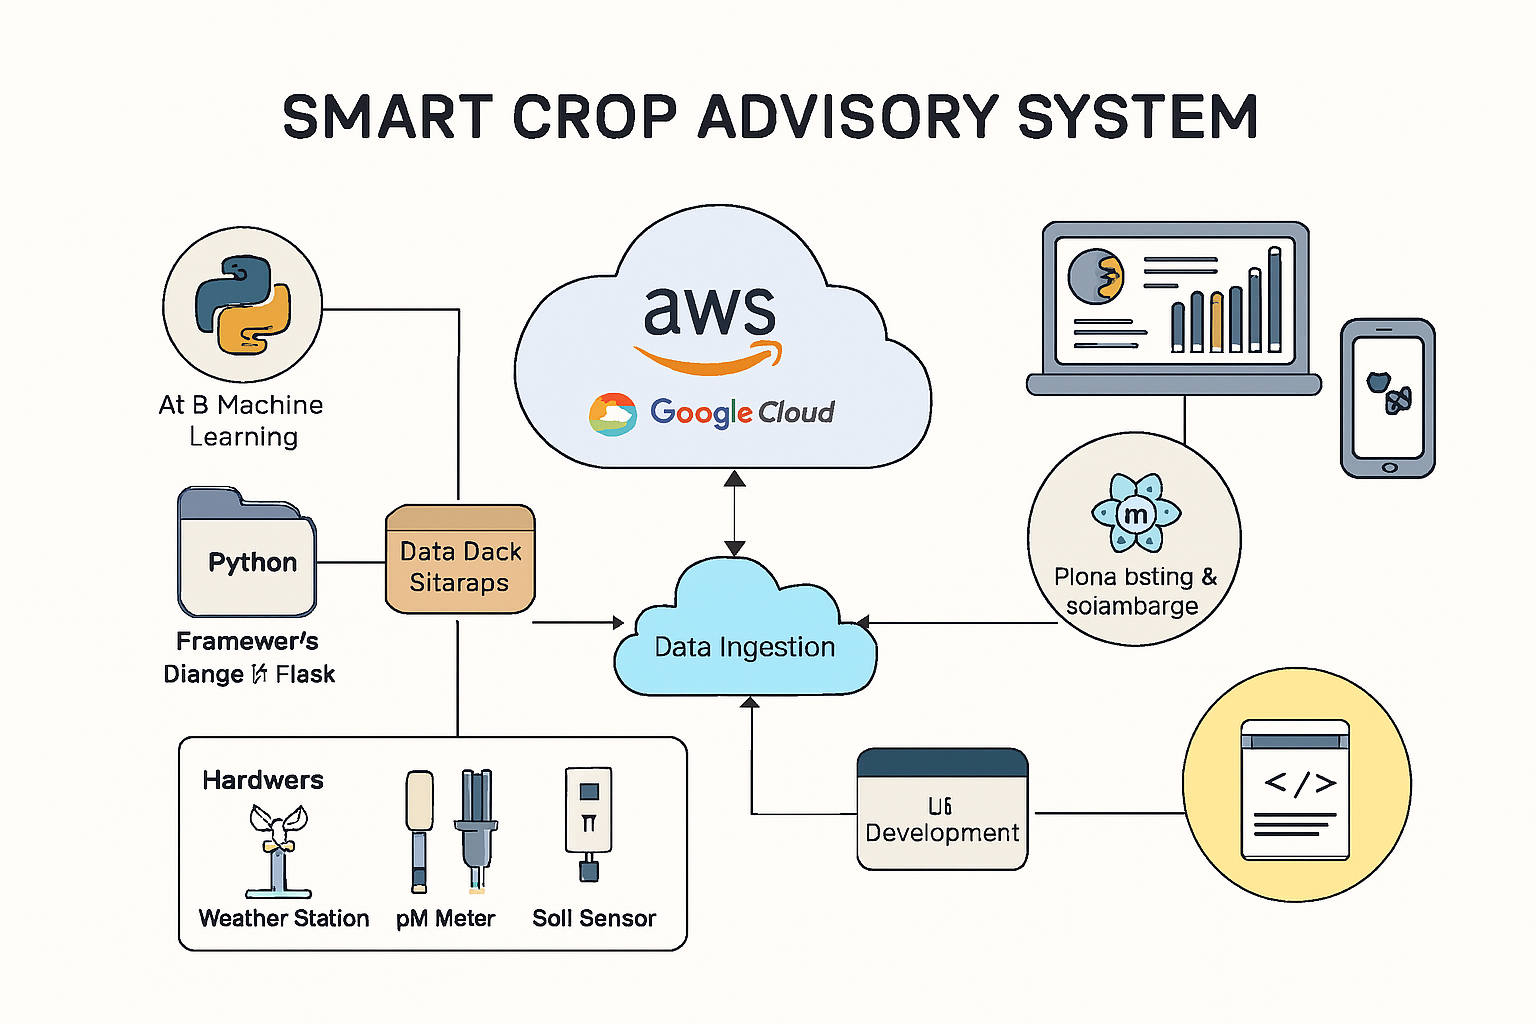 SMART CROP ADVISORY SYSTEM
aws
Google Cloud
At B Machine
Learning
Python
Framewer's
Diange Flask
Data Dack
Sitaraps
Data Ingestion
m
Plona bsting &
soiambarge
Hardwers
π
Weather Station
pM Meter
Soll Sensor
Development
</>